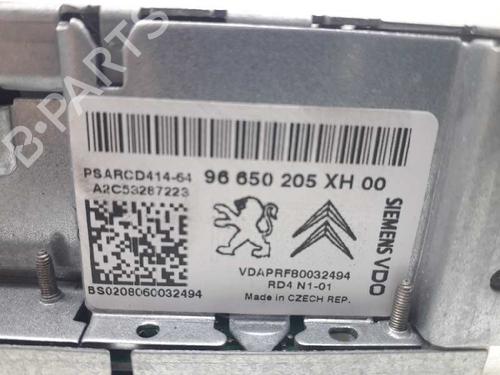 B-PARTS
PSARCD414-64 96 650 205 XH 00
A2C53287223
SIEMENS VDO
VDAPRF80032494
RD4 N1-01
BS0208060032494
Made in CZECH REP.